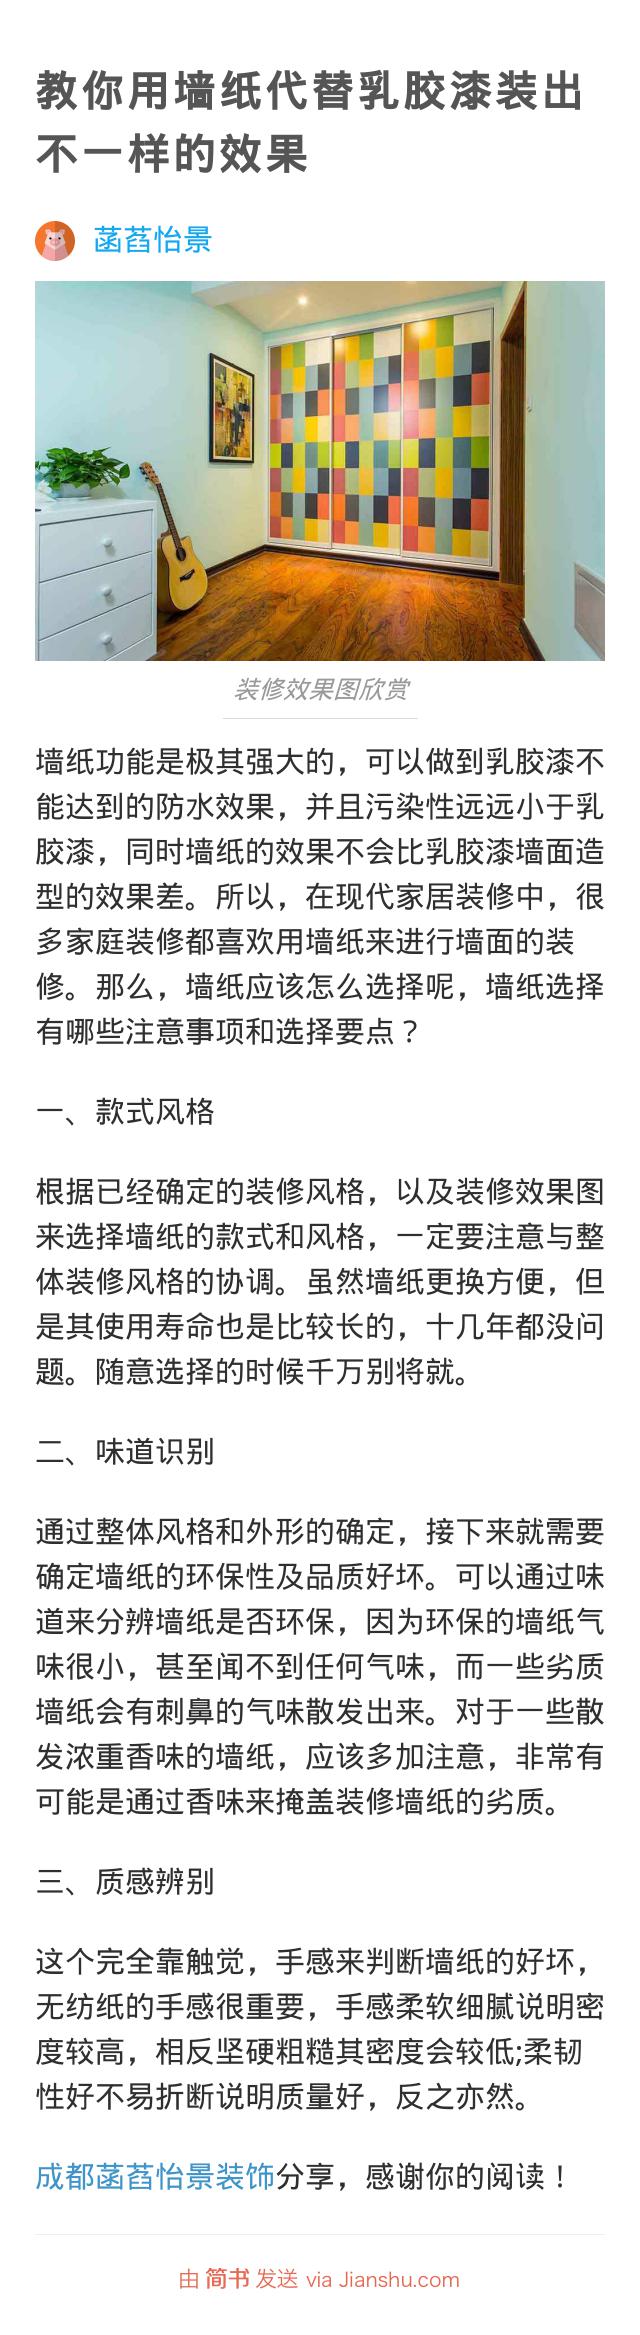 教你用墙纸代替乳胶漆装出
不一样的效果
菡萏怡景
装修效果图欣赏
墙纸功能是极其强大的，可以做到乳胶漆不
能达到的防水效果，并且污染性远远小于乳
胶漆，同时墙纸的效果不会比乳胶漆墙面造
型的效果差。所以，在现代家居装修中，很
多家庭装修都喜欢用墙纸来进行墙面的装
修。那么，墙纸应该怎么选择呢，墙纸选择
有哪些注意事项和选择要点？
一、款式风格
根据已经确定的装修风格，以及装修效果图
来选择墙纸的款式和风格，一定要注意与整
体装修风格的协调。虽然墙纸更换方便，但
是其使用寿命也是比较长的，十几年都没问
题。随意选择的时候千万别将就。
二、味道识别
通过整体风格和外形的确定，接下来就需要
确定墙纸的环保性及品质好坏。可以通过味
道来分辨墙纸是否环保，因为环保的墙纸气
味很小，甚至闻不到任何气味，而一些劣质
墙纸会有刺鼻的气味散发出来。对于一些散
发浓重香味的墙纸，应该多加注意，非常有
可能是通过香味来掩盖装修墙纸的劣质。
三、质感辨别
这个完全靠触觉，手感来判断墙纸的好坏，
无纺纸的手感很重要，手感柔软细腻说明密
度较高，相反坚硬粗糙其密度会较低;柔韧
性好不易折断说明质量好，反之亦然。
成都菡萏怡景装饰分享，感谢你的阅读！
由 简书 发送 via Jianshu.com